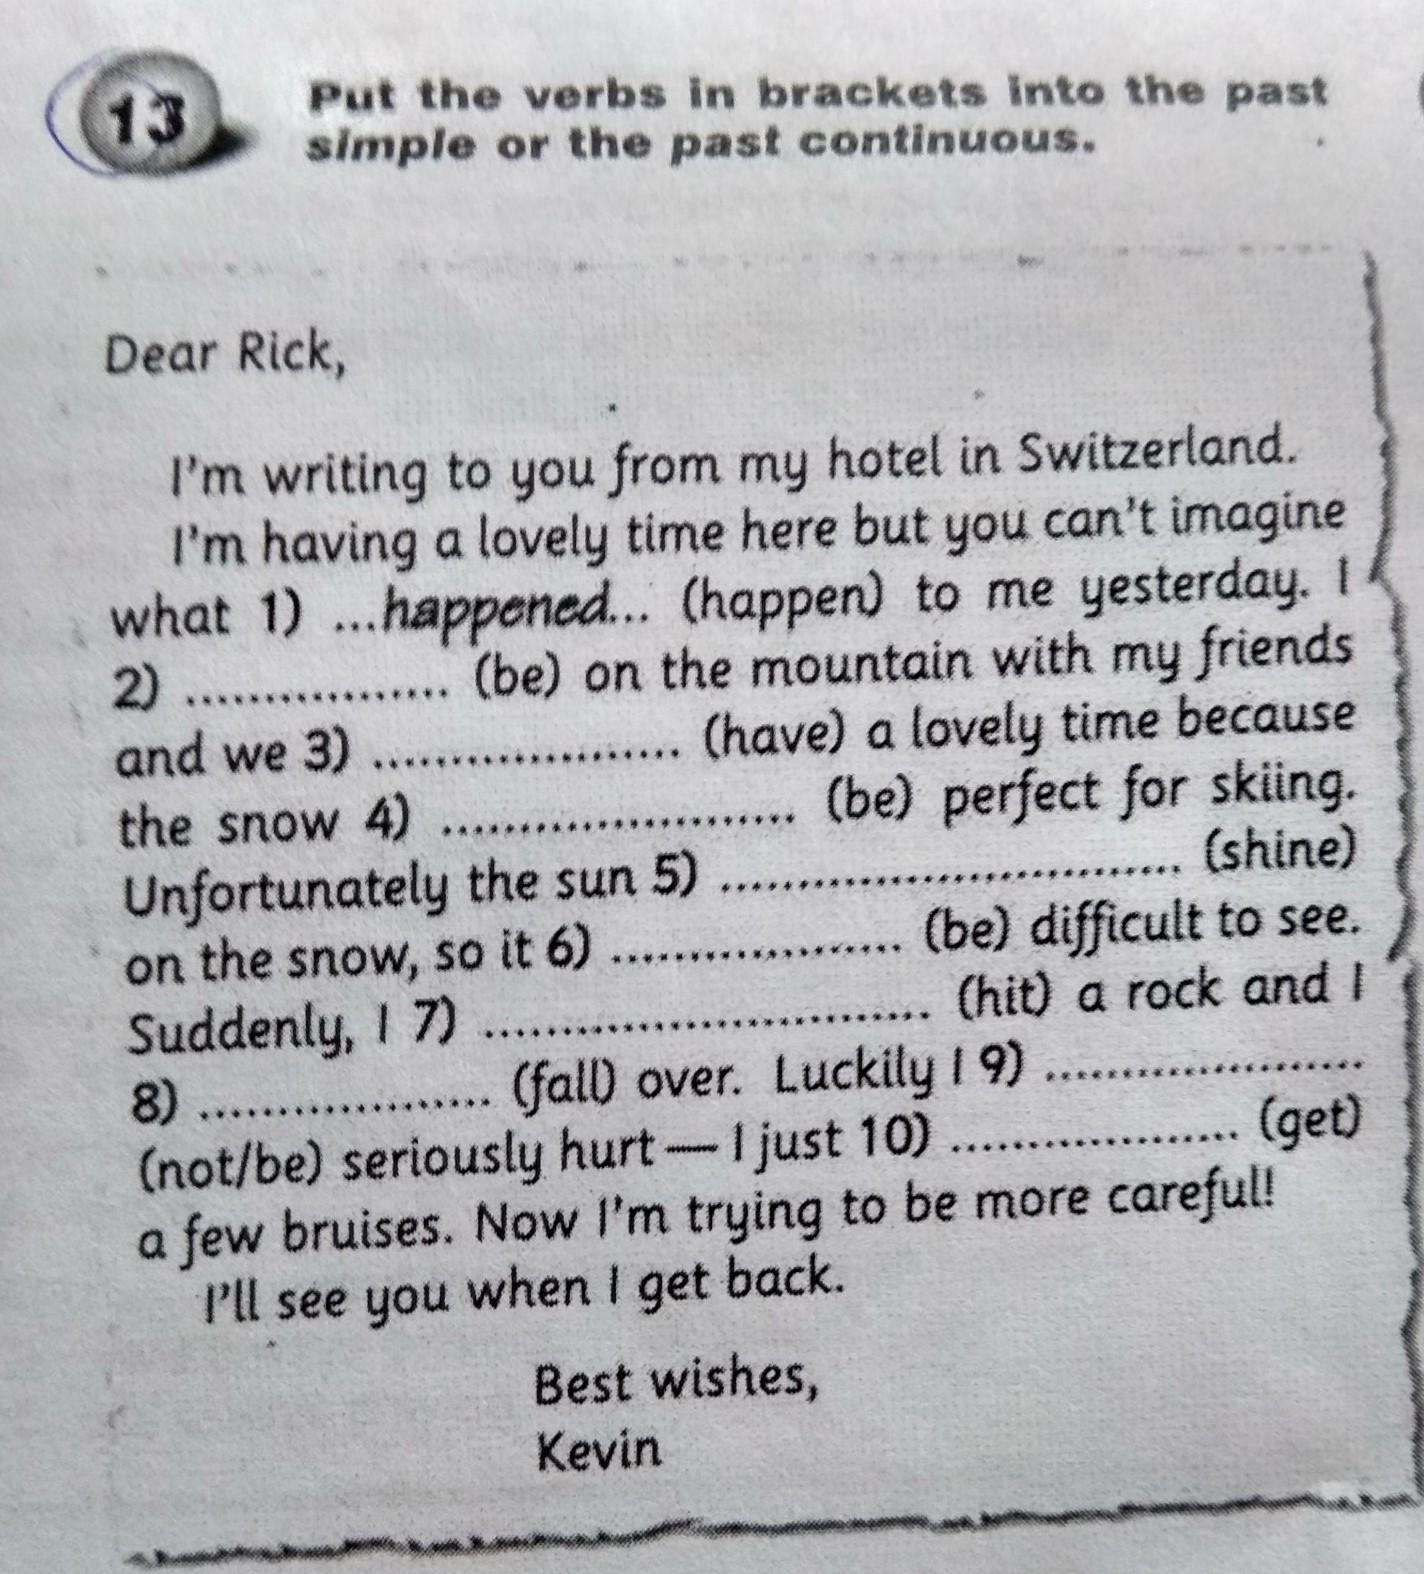 13
Put the verbs in brackets into the past
simple or the past continuous.
Dear Rick,
I'm writing to you from my hotel in Switzerland.
I'm having a lovely time here but you can't imagine
what 1) ...happened... (happen) to me yesterday. I
2) .................. (be) on the mountain with my friends
and we 3) .................... (have) a lovely time because
the snow 4) ....................... (be) perfect for skiing.
Unfortunately the sun 5) .............................. (shine)
on the snow, so it 6) ................... (be) difficult to see.
Suddenly, I 7) ............................. (hit) a rock and I
8) ................... (fall) over. Luckily I 9) .....................
(not/be) seriously hurt — I just 10) ................... (get)
a few bruises. Now I'm trying to be more careful!
I'll see you when I get back.
Best wishes,
Kevin